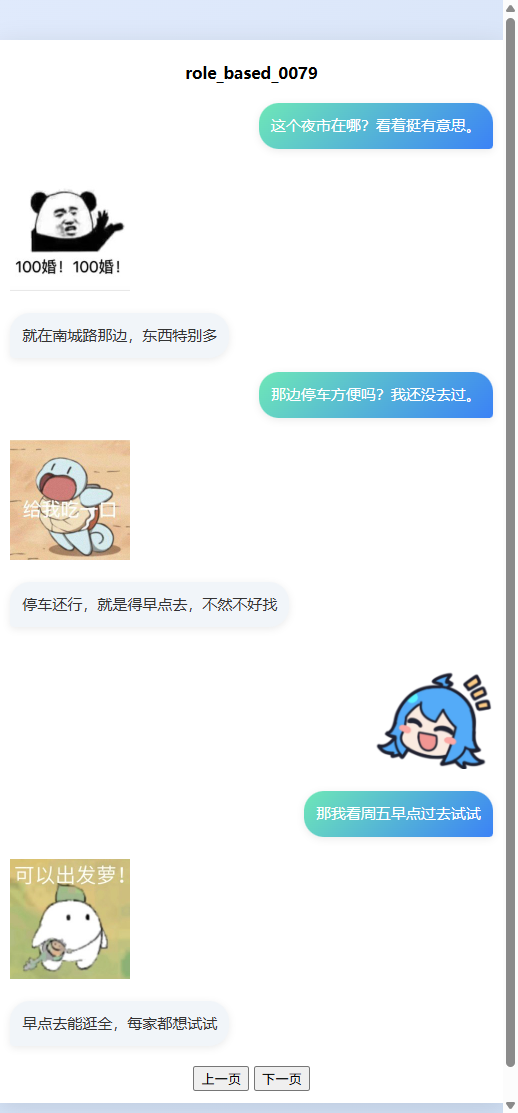 role_based_0079
这个夜市在哪？看着挺有意思。
100婚！100婚！
就在南城路那边，东西特别多
那边停车方便吗？我还没去过。
给我吃一口
停车还行，就是得早点去，不然不好找
那我看周五早点过去试试
可以出发萝！
早点去能逛全，每家都想试试
上一页 下一页